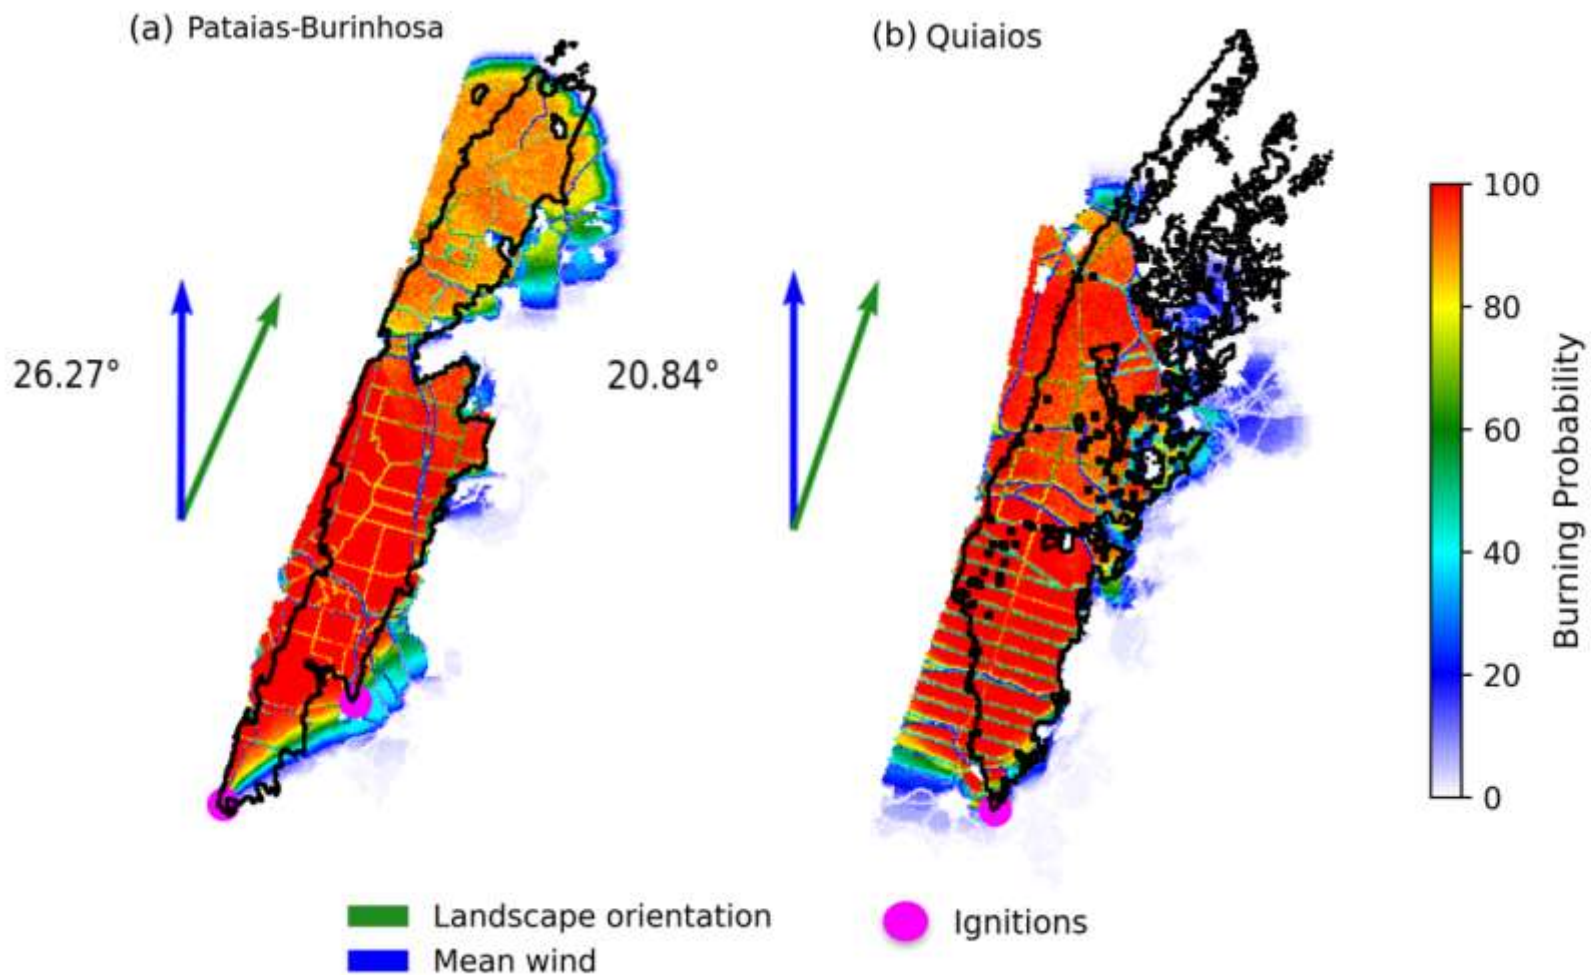 (a) Pataias-Burinhosa
(b) Quiaios
26.27°
20.84°
100
80
60
40
20
0
Burning Probability
Landscape orientation
Mean wind
Ignitions